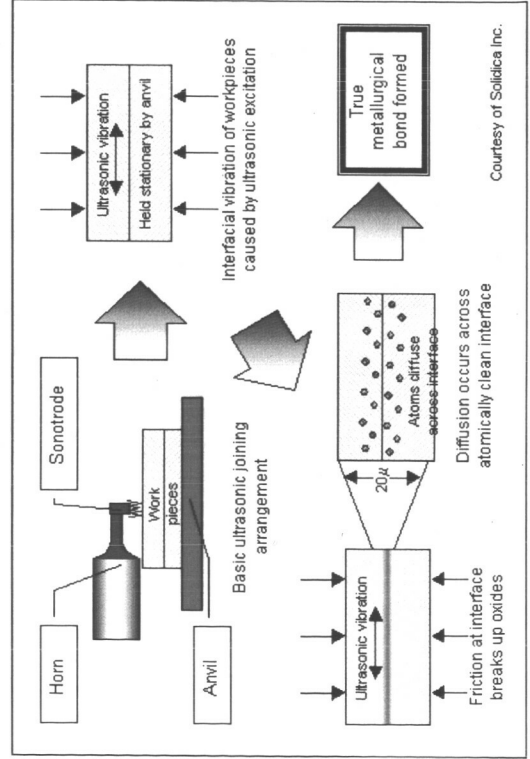 Horn
Sonotrode
Work
pieces
Anvil
Basic ultrasonic joining
arrangement
Ultrasonic vibration
Held stationary by anvil
Interfacial vibration of workpieces
caused by ultrasonic excitation
Ultrasonic vibration
Friction at interface
breaks up oxides
20μ
Atoms diffuse
across interface
Diffusion occurs across
atomically clean interface
True
metallurgical
bond formed
Courtesy of Solidica Inc.